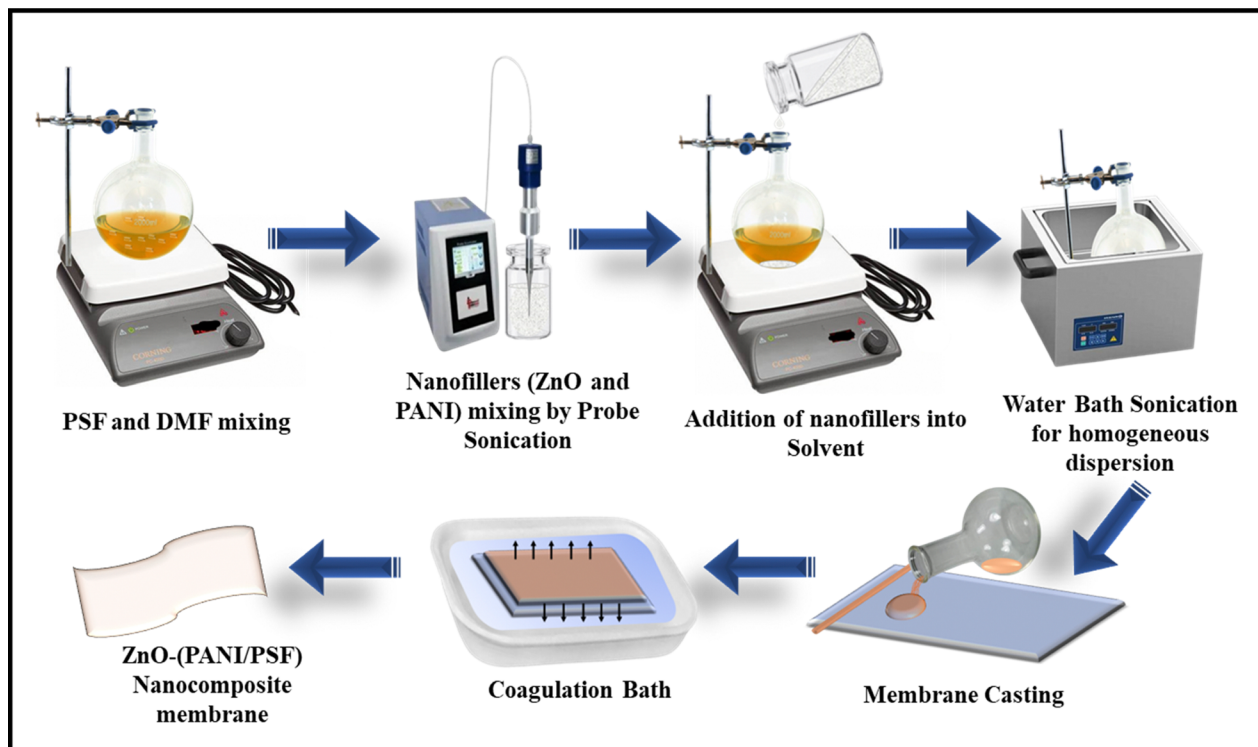 PSF and DMF mixing
Nanofillers (ZnO and
PANI) mixing by Probe
Sonication
Addition of nanofillers into
Solvent
Water Bath Sonication
for homogeneous
dispersion
ZnO-(PANI/PSF)
Nanocomposite
membrane
Coagulation Bath
Membrane Casting